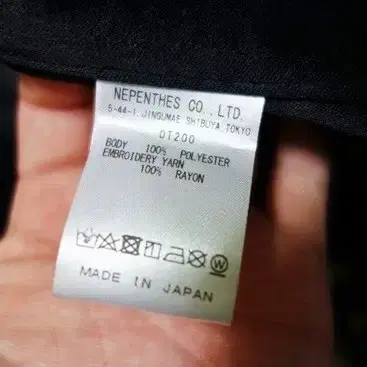 NEPENTHES CO., LTD.
5-44-1 JINGUMAE SHIBUYA TOKYO
OT200
BODY 100% POLYESTER
EMBROIDERY YARN
100% RAYON
MADE IN JAPAN